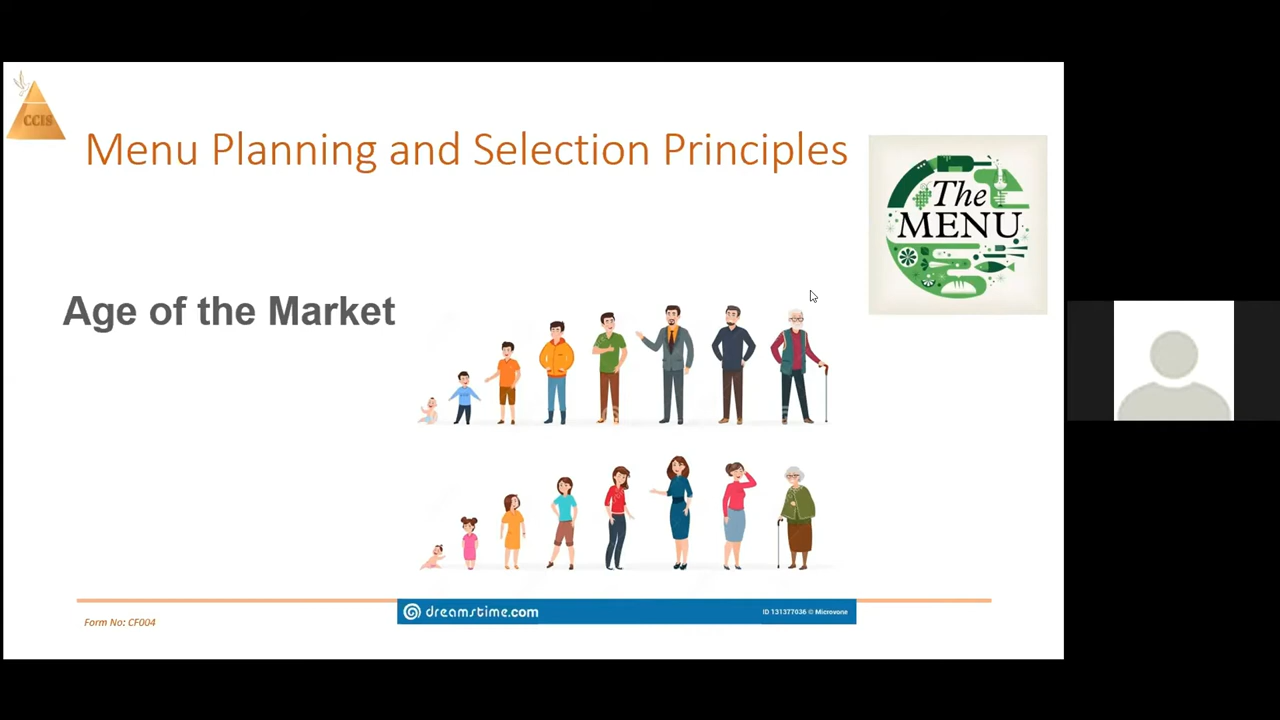 CCIS
Menu Planning and Selection Principles
The
MENU
Age of the Market
dreamstime.com
ID 131377036 © Microvone
Form No: CF004